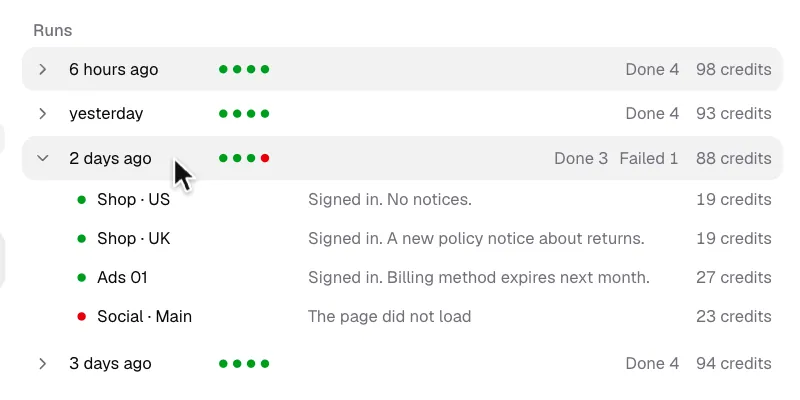 Runs
6 hours ago Done 4 98 credits
yesterday Done 4 93 credits
2 days ago Done 3 Failed 1 88 credits
Shop · US Signed in. No notices. 19 credits
Shop · UK Signed in. A new policy notice about returns. 19 credits
Ads 01 Signed in. Billing method expires next month. 27 credits
Social · Main The page did not load 23 credits
3 days ago Done 4 94 credits